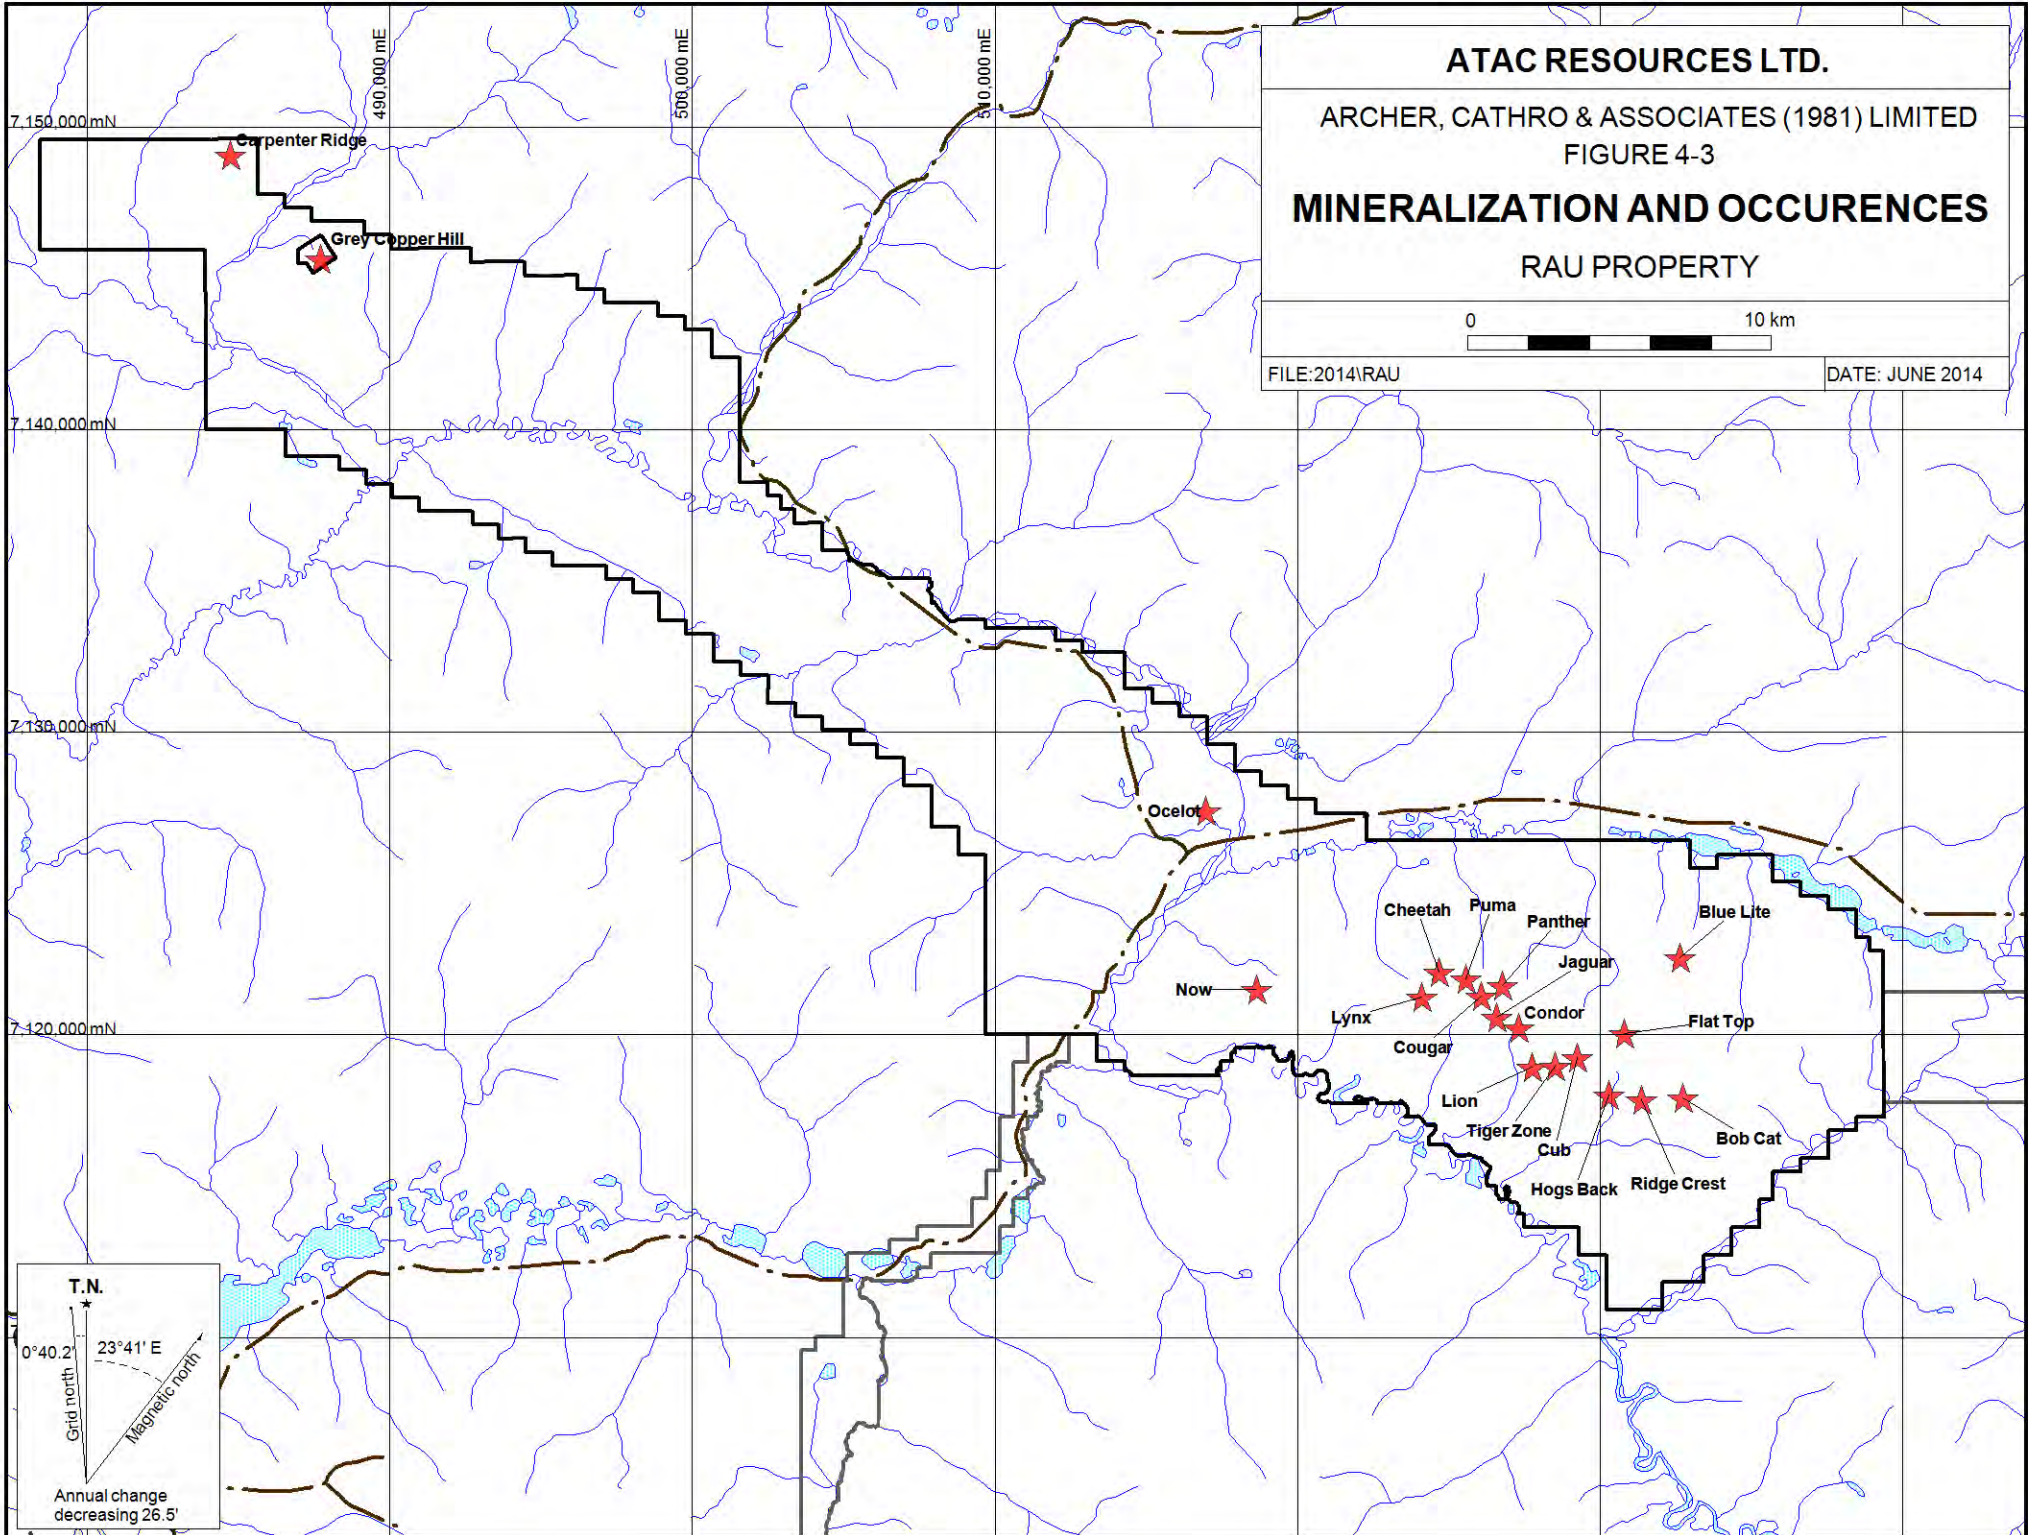 ATAC RESOURCES LTD.
ARCHER, CATHRO & ASSOCIATES (1981) LIMITED
FIGURE 4-3
MINERALIZATION AND OCCURENCES
RAU PROPERTY
0 10 km
FILE:2014\RAU DATE: JUNE 2014
490,000 mE
500,000 mE
510,000 mE
7,150,000 mN
Carpenter Ridge
Grey Copper Hill
7,140,000 mN
7,130,000 mN
Ocelot
Cheetah
Puma
Panther
Blue Lite
Jaguar
Now
Lynx
Condor
Flat Top
7,120,000 mN
Cougar
Lion
Tiger Zone
Cub
Bob Cat
Hogs Back
Ridge Crest
T.N.
0°40.2'
23°41' E
Grid north
Magnetic north
Annual change
decreasing 26.5'